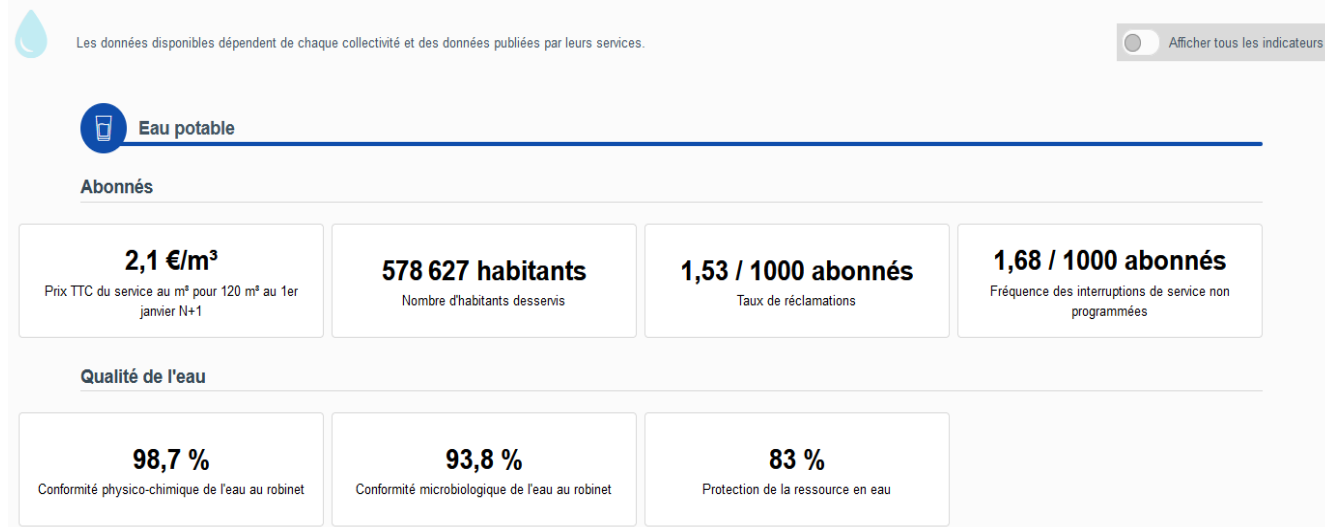 Les données disponibles dépendent de chaque collectivité et des données publiées par leurs services.
Afficher tous les indicateurs
Eau potable
Abonnés
2,1 €/m³
Prix TTC du service au m³ pour 120 m³ au 1er
janvier N+1
578 627 habitants
Nombre d'habitants desservis
1,53 / 1000 abonnés
Taux de réclamations
1,68 / 1000 abonnés
Fréquence des interruptions de service non
programmées
Qualité de l'eau
98,7 %
Conformité physico-chimique de l'eau au robinet
93,8 %
Conformité microbiologique de l'eau au robinet
83 %
Protection de la ressource en eau